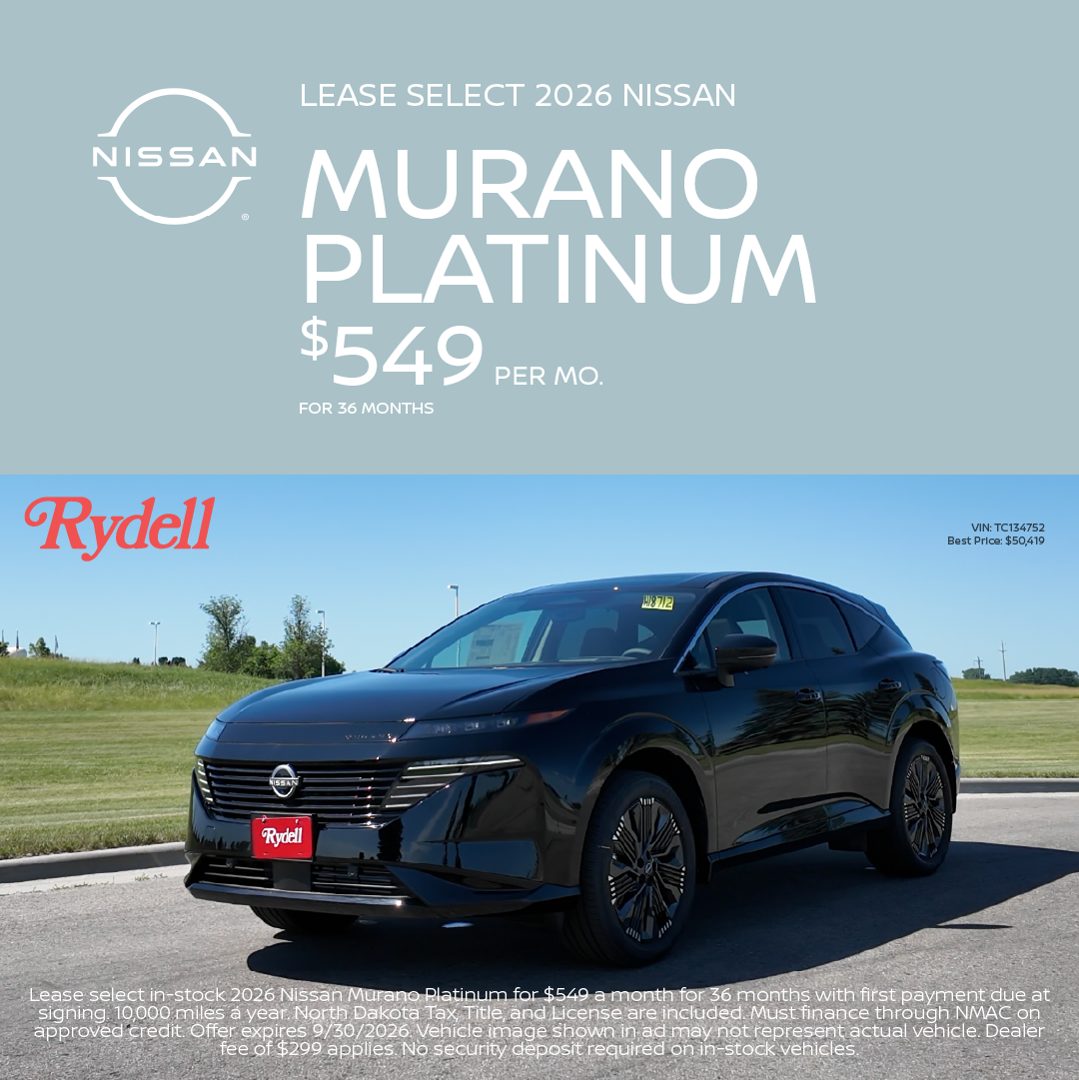 LEASE SELECT 2026 NISSAN
NISSAN
®
MURANO
PLATINUM
$549 PER MO.
FOR 36 MONTHS
Rydell
VIN: TC134752
Best Price: $50,419
H18712
MURANO
NISSAN
Rydell
Lease select in-stock 2026 Nissan Murano Platinum for $549 a month for 36 months with first payment due at
signing. 10,000 miles a year. North Dakota Tax, Title, and License are included. Must finance through NMAC on
approved credit. Offer expires 9/30/2026. Vehicle image shown in ad may not represent actual vehicle. Dealer
fee of $299 applies. No security deposit required on in-stock vehicles.